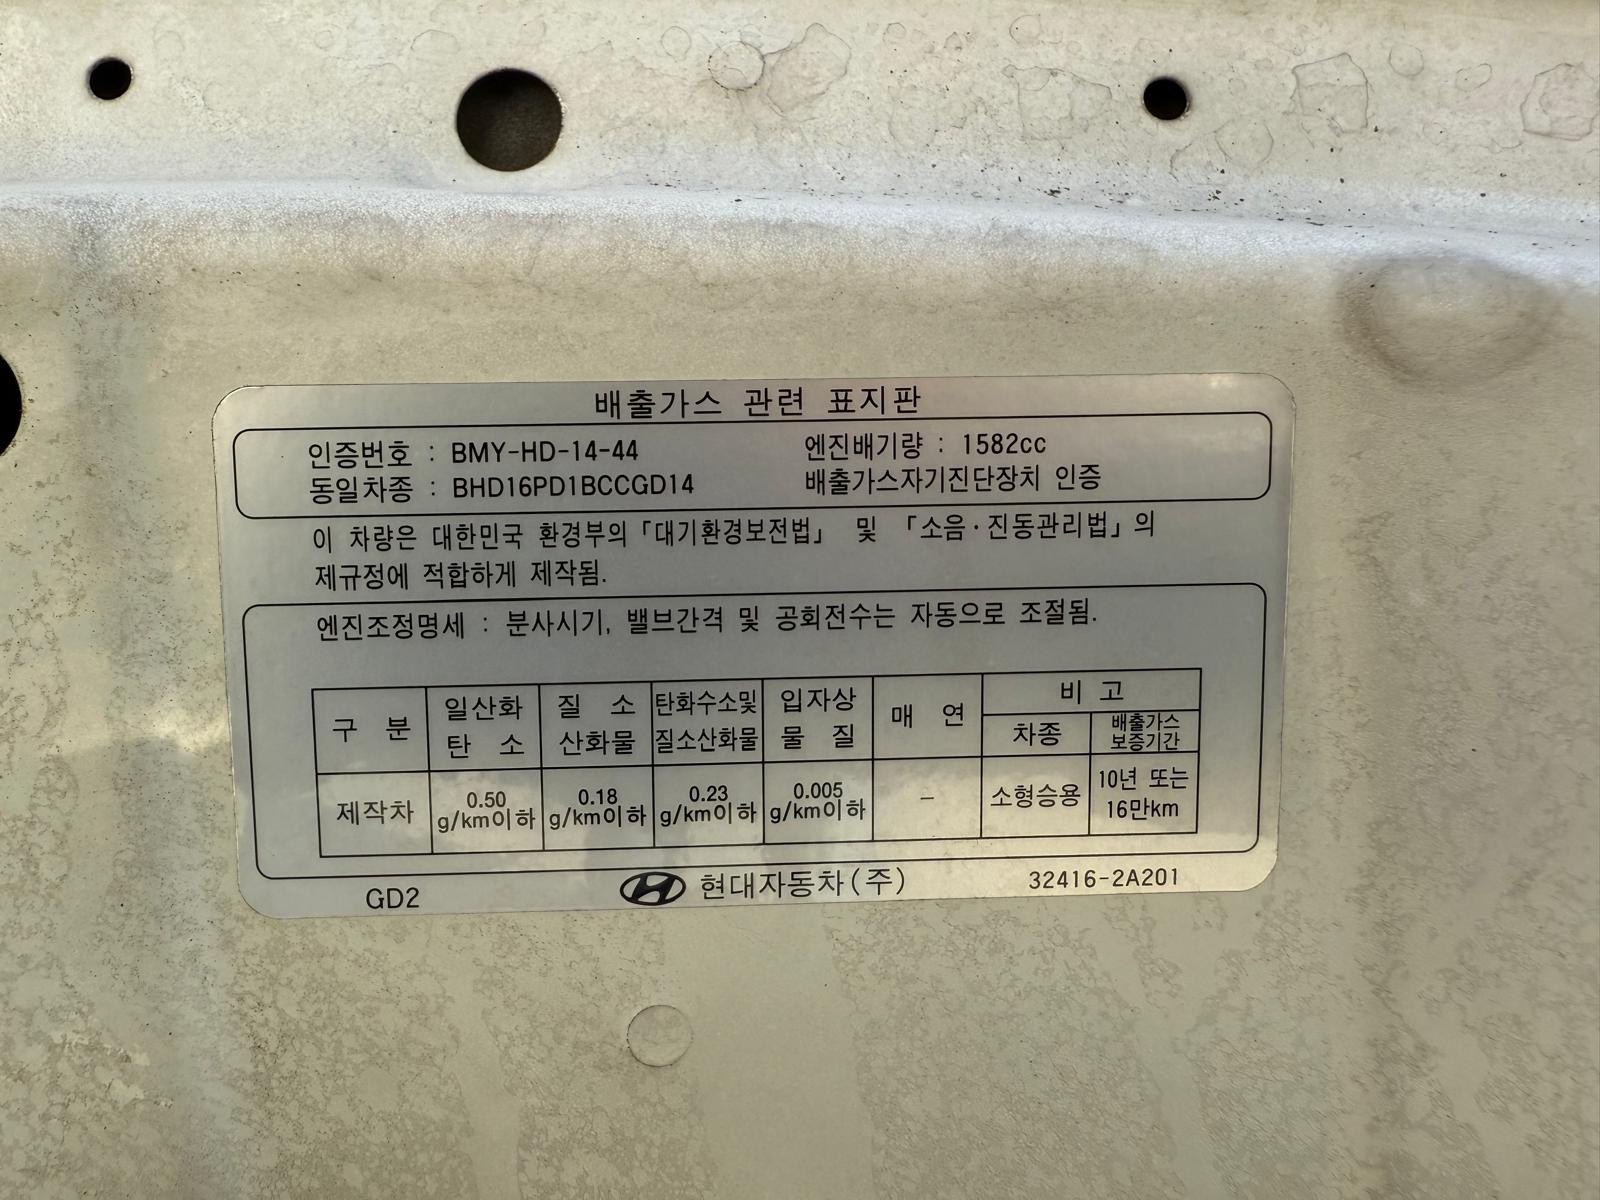 배출가스 관련 표지판
인증번호 : BMY-HD-14-44 엔진배기량 : 1582cc
동일차종 : BHD16PD1BCCGD14 배출가스자기진단장치 인증
이 차량은 대한민국 환경부의「대기환경보전법」 및 「소음·진동관리법」의
제규정에 적합하게 제작됨.
엔진조정명세 : 분사시기, 밸브간격 및 공회전수는 자동으로 조절됨.
구 분 일산화 탄 소 질 소 산화물 탄화수소및 질소산화물 입자상 물 질 매 연 비 고
차종 배출가스 보증기간
제작차 0.50 g/km이하 0.18 g/km이하 0.23 g/km이하 0.005 g/km이하 - 소형승용 10년 또는 16만km
GD2 현대자동차(주) 32416-2A201